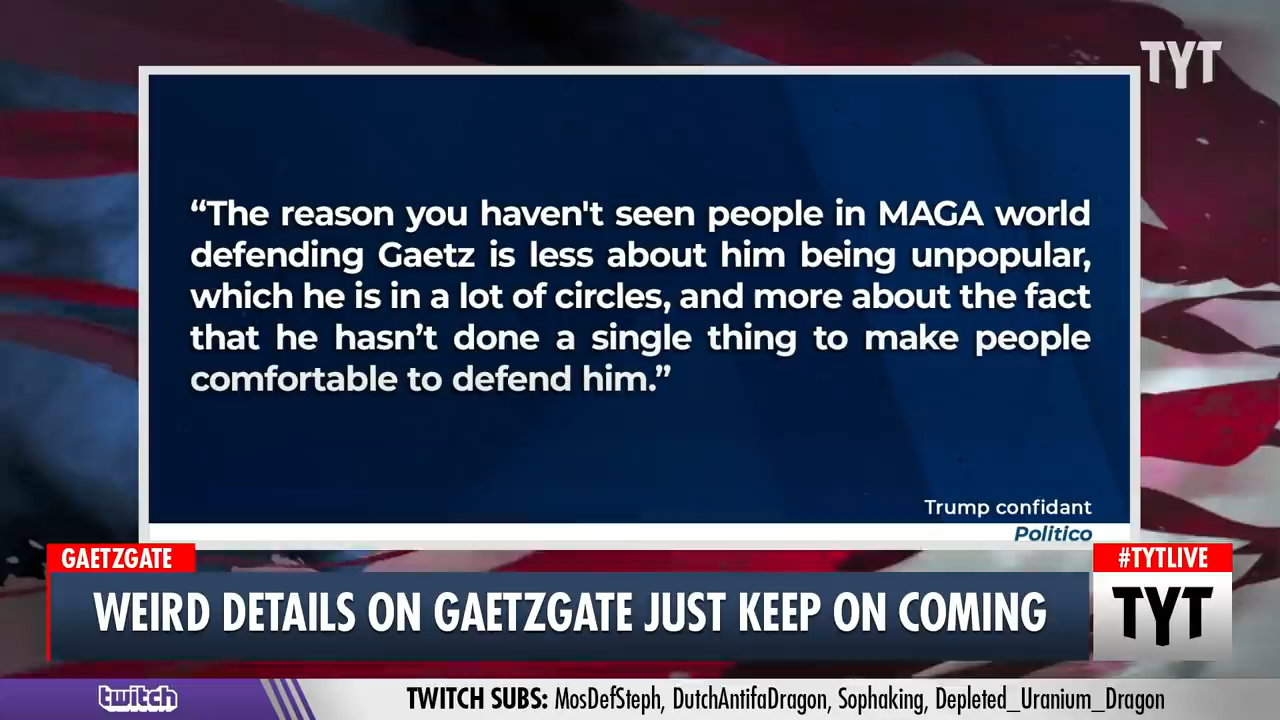 TYT
“The reason you haven't seen people in MAGA world
defending Gaetz is less about him being unpopular,
which he is in a lot of circles, and more about the fact
that he hasn’t done a single thing to make people
comfortable to defend him.”
Trump confidant
Politico
GAETZGATE
#TYTLIVE
WEIRD DETAILS ON GAETZGATE JUST KEEP ON COMING
TYT
twitch
TWITCH SUBS: MosDefSteph, DutchAntifaDragon, Sophaking, Depleted_Uranium_Dragon